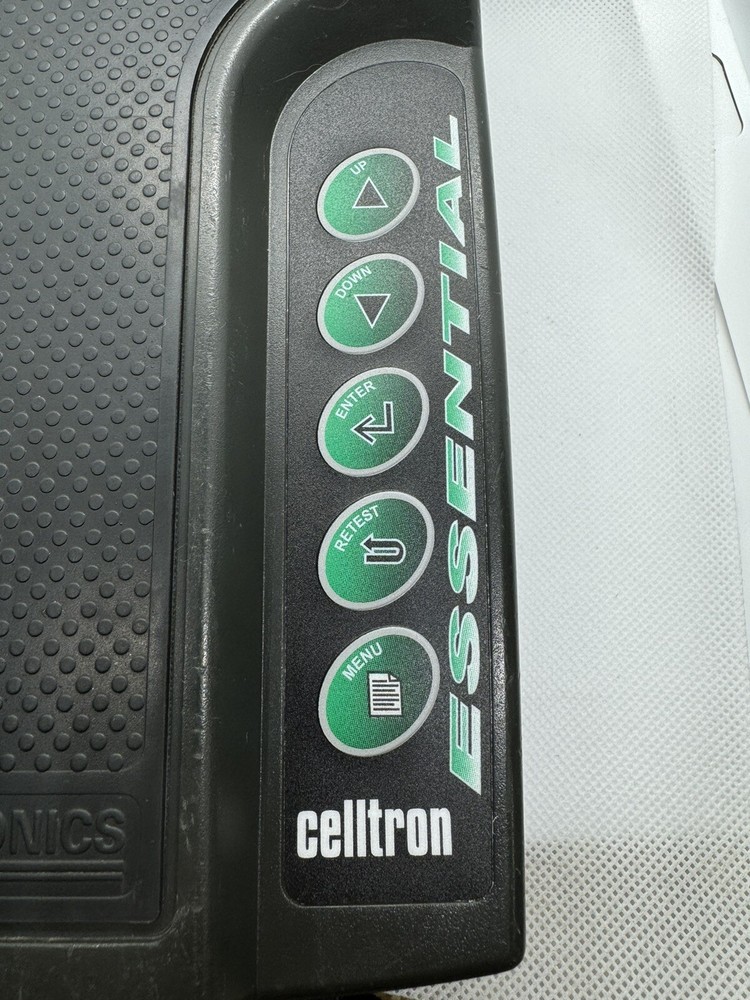 UP
DOWN
ENTER
RETEST
MENU
ESSENTIAL
celltron
ONICS